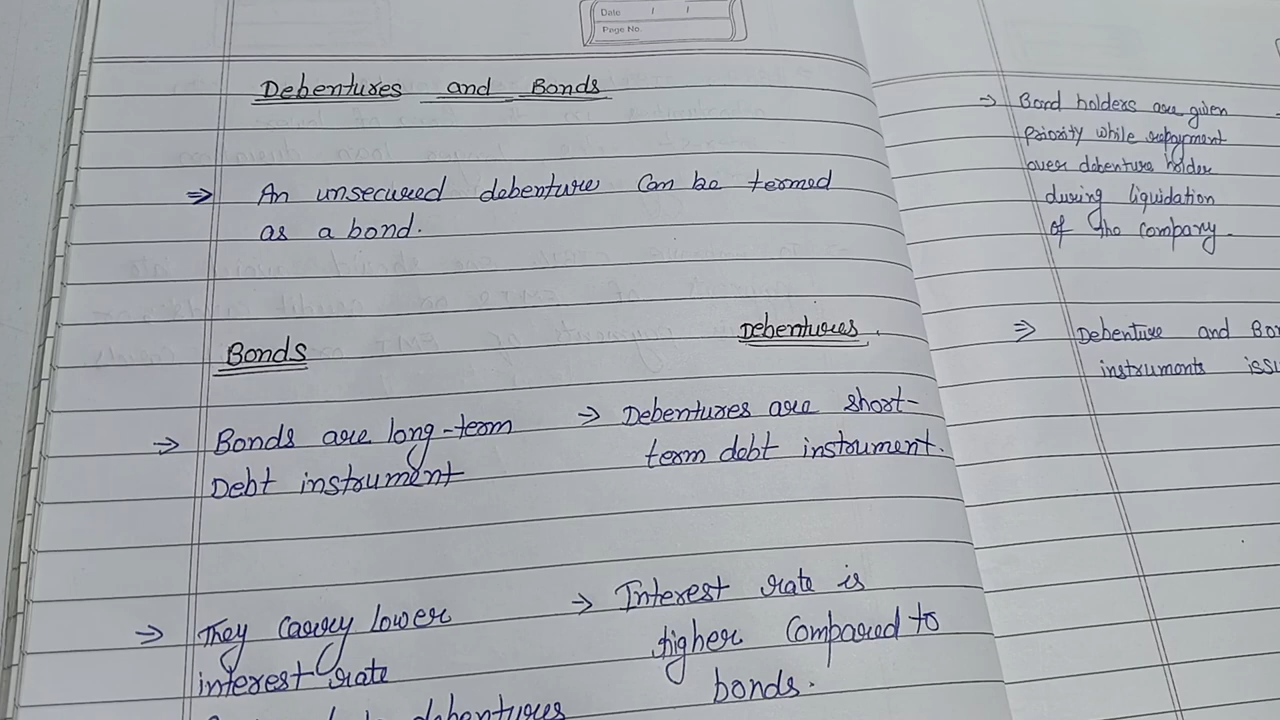 Date / /
Page No.
Debentures and Bonds
⇒ An unsecured debenture can be termed
as a bond.
Bonds
Debentures.
⇒ Bonds are long-term
Debt instrument
→ Debentures are short-
term debt instrument.
⇒ They carry lower
interest rate
debentures
→ Interest rate is
higher compared to
bonds.
⇒ Bond holders are given
priority while repayment
over debenture holder
during liquidation
of the company.
⇒ Debenture and
instruments